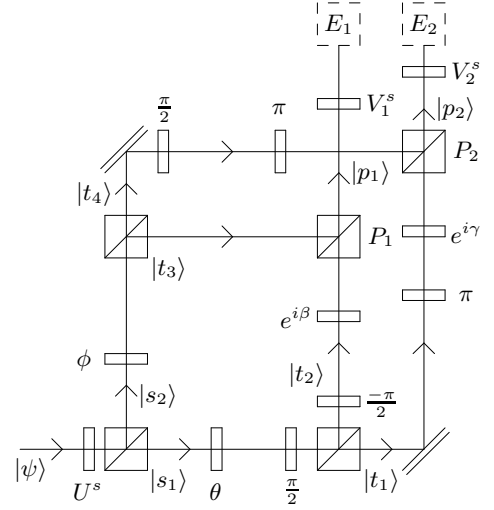 E₁ E₂
V₁ˢ V₂ˢ
π/2 π |p₂⟩
P₂
|t₄⟩ |p₁⟩
P₁ e^{iγ}
|t₃⟩
π
e^{iβ}
ϕ
|t₂⟩
|s₂⟩ −π/2
|ψ⟩ |s₁⟩ |t₁⟩
Uˢ θ π/2